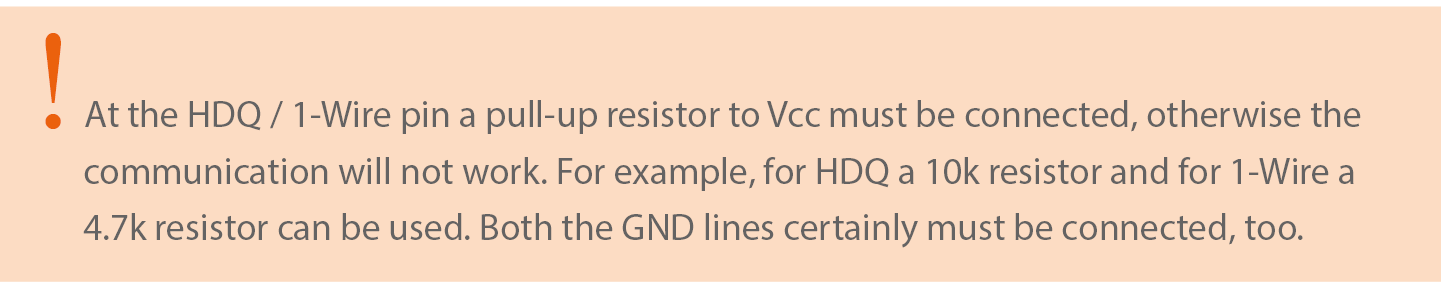 ! At the HDQ / 1-Wire pin a pull-up resistor to Vcc must be connected, otherwise the
communication will not work. For example, for HDQ a 10k resistor and for 1-Wire a
4.7k resistor can be used. Both the GND lines certainly must be connected, too.